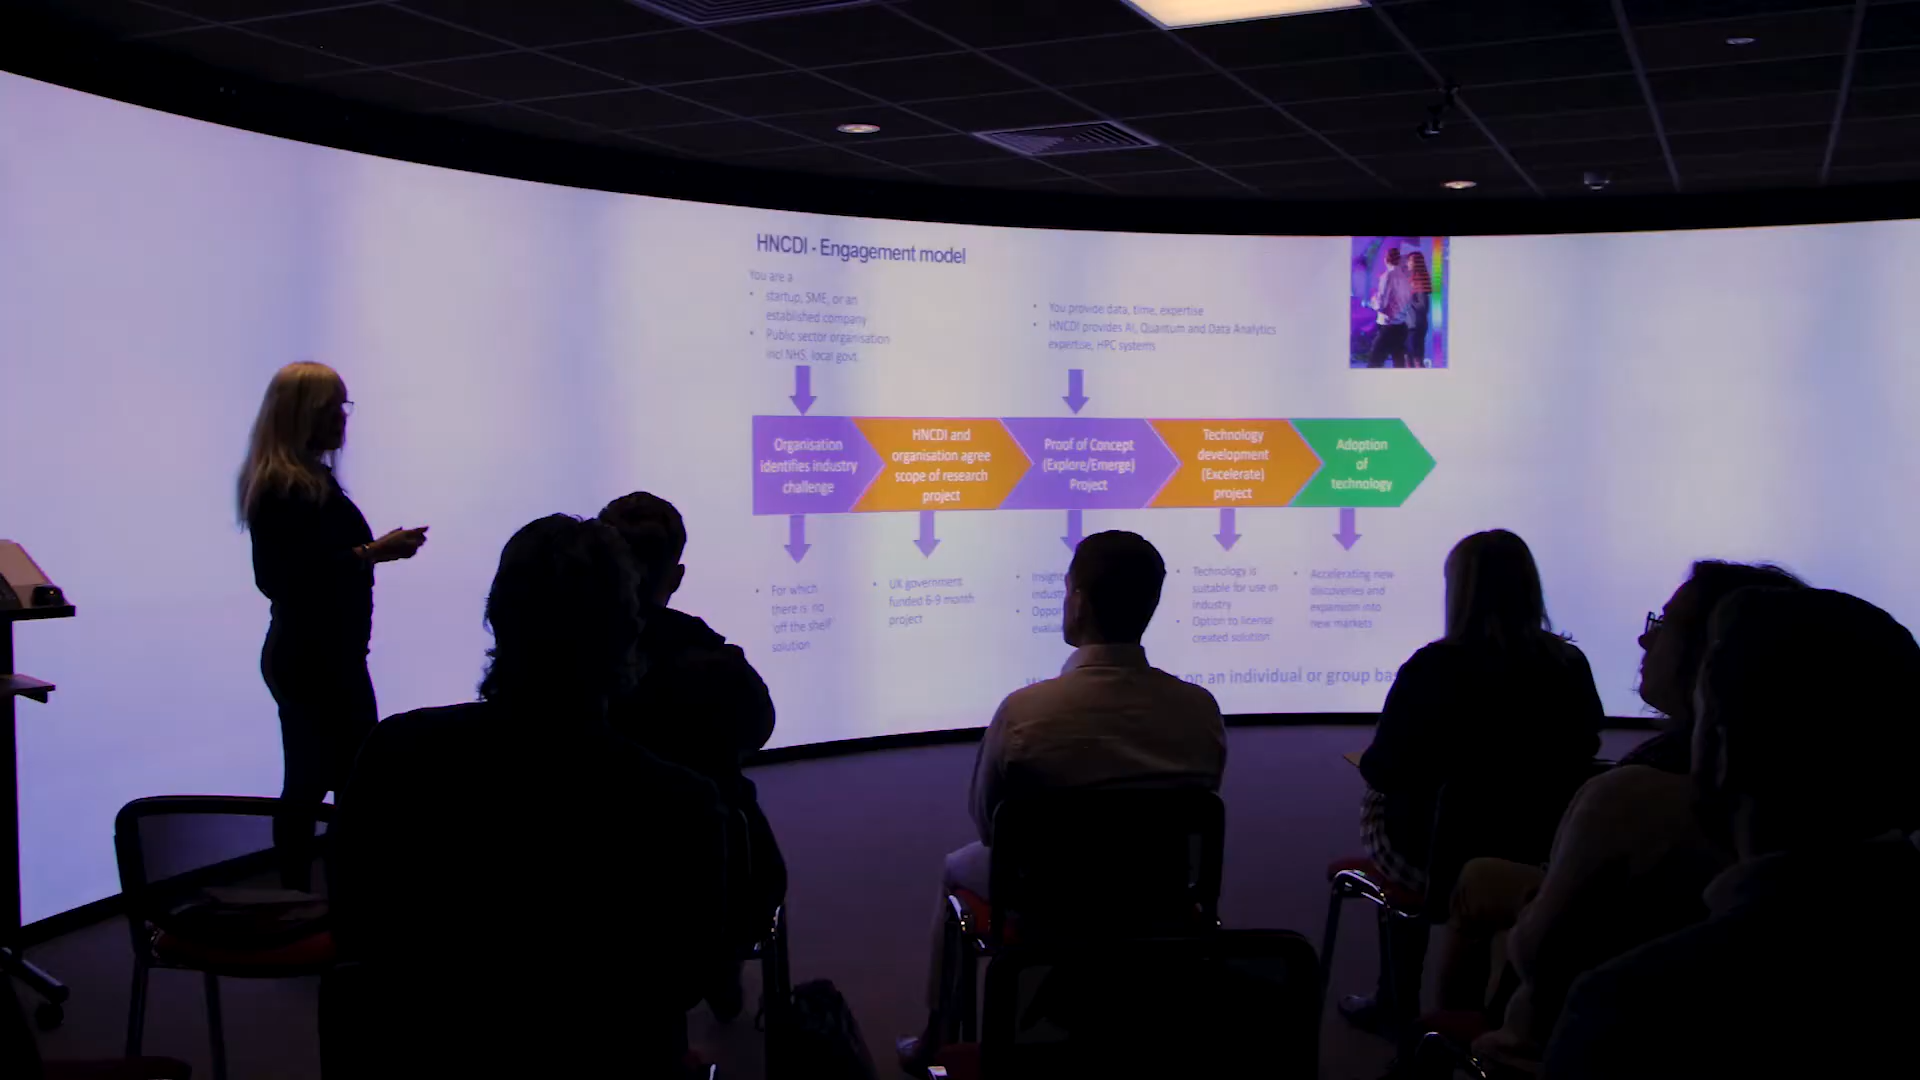 HNCDI - Engagement model
You are a
• startup, SME, or an
established company
• Public sector organisation
incl NHS, local govt.
• You provide data, time, expertise
• HNCDI provides AI, Quantum and Data Analytics
expertise, HPC systems
Organisation
identifies industry
challenge
HNCDI and
organisation agree
scope of research
project
Proof of Concept
(Explore/Emerge)
Project
Technology
development
(Excelerate)
project
Adoption
of
technology
• For which
there is no
'off the shelf'
solution
• UK government
funded 6-9 month
project
• Technology is
suitable for use in
industry
• Option to license
created solution
• Accelerating new
discoveries and
expansion into
new markets
on an individual or group